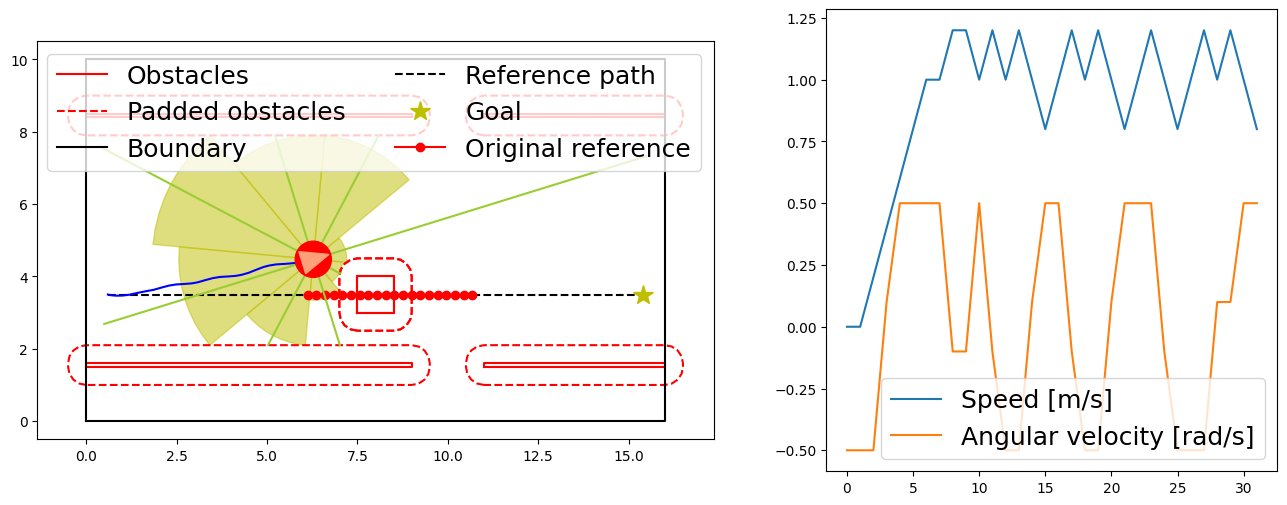 Obstacles
Padded obstacles
Boundary
Reference path
Goal
Original reference
10
8
6
4
2
0
0.0 2.5 5.0 7.5 10.0 12.5 15.0
1.25
1.00
0.75
0.50
0.25
0.00
−0.25
−0.50
Speed [m/s]
Angular velocity [rad/s]
0 5 10 15 20 25 30